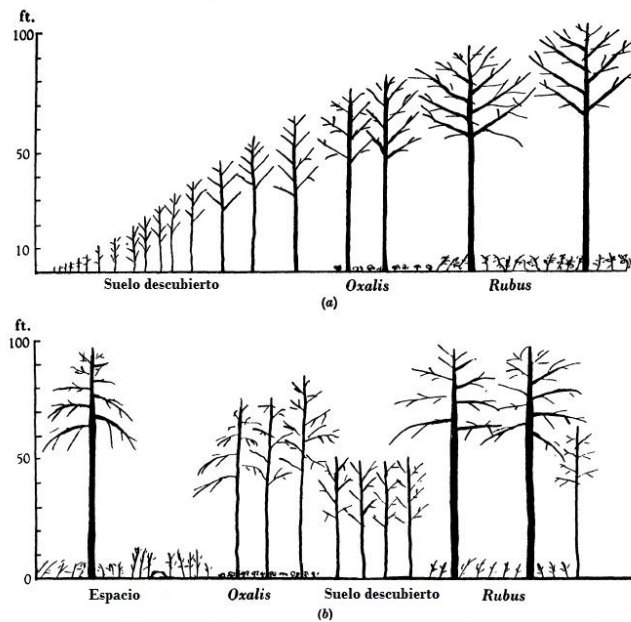 ft.
100
50
10
Suelo descubierto Oxalis Rubus
(a)
ft.
100
50
0
Espacio Oxalis Suelo descubierto Rubus
(b)